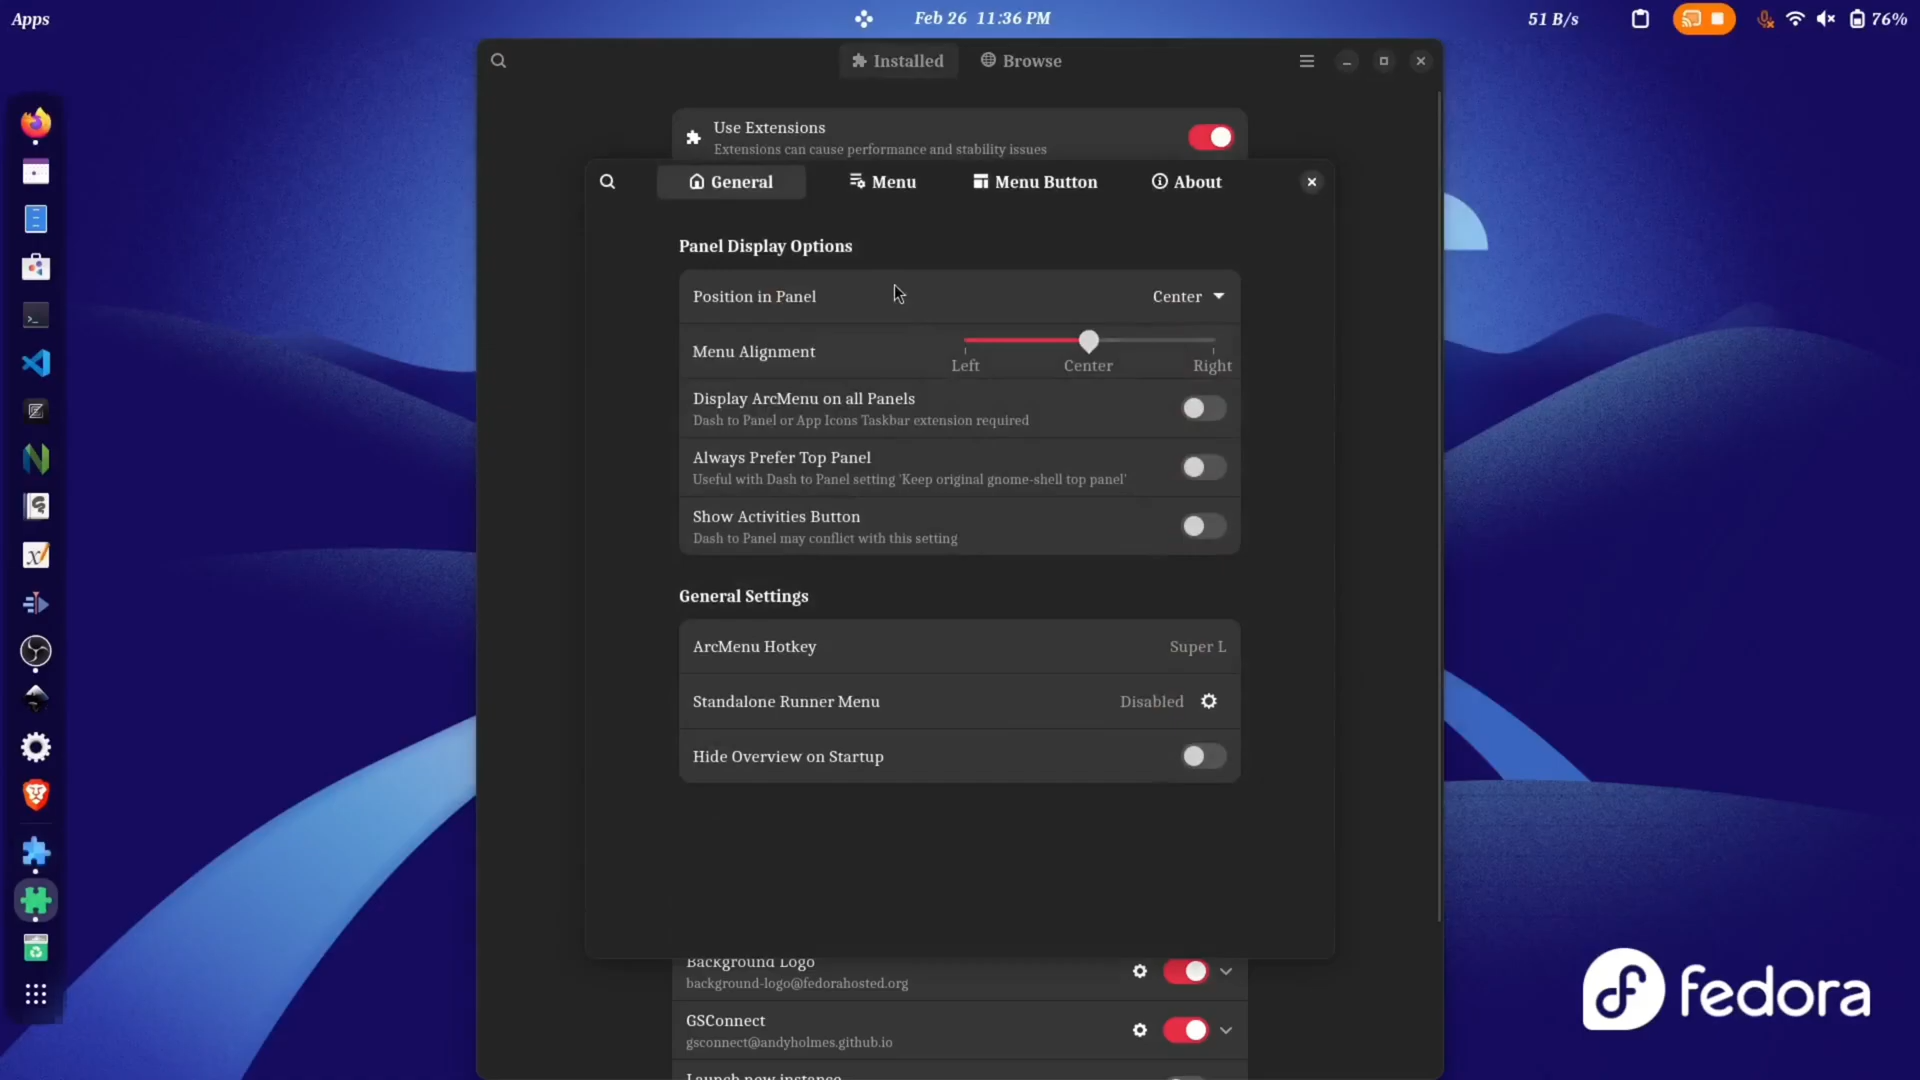 Apps
Feb 26 11:36 PM
51 B/s
76%
Installed
Browse
Use Extensions
Extensions can cause performance and stability issues
General
Menu
Menu Button
About
Panel Display Options
Position in Panel
Center
Menu Alignment
Left
Center
Right
Display ArcMenu on all Panels
Dash to Panel or App Icons Taskbar extension required
Always Prefer Top Panel
Useful with Dash to Panel setting 'Keep original gnome-shell top panel'
Show Activities Button
Dash to Panel may conflict with this setting
General Settings
ArcMenu Hotkey
Super L
Standalone Runner Menu
Disabled
Hide Overview on Startup
Background Logo
background-logo@fedorahosted.org
GSConnect
gsconnect@andyholmes.github.io
Launch new instance
fedora